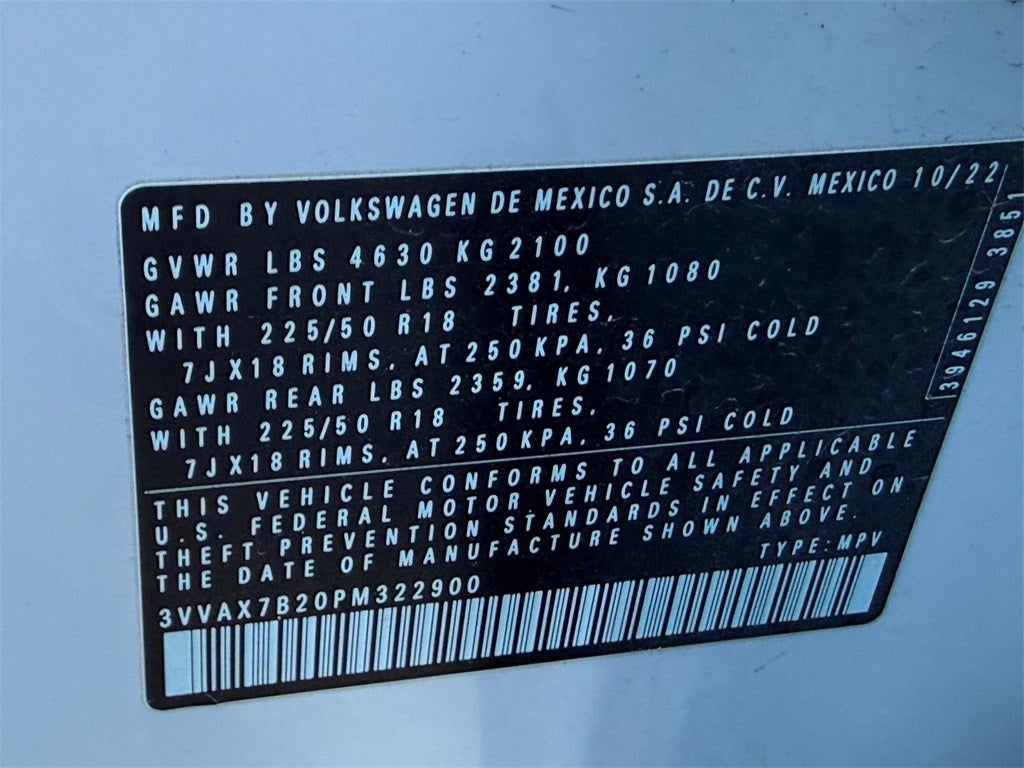 MFD BY VOLKSWAGEN DE MEXICO S.A. DE C.V. MEXICO 10/22
GVWR LBS 4630 KG 2100
GAWR FRONT LBS 2381, KG 1080
WITH 225/50 R18 TIRES,
7JX18 RIMS, AT 250 KPA, 36 PSI COLD
GAWR REAR LBS 2359, KG 1070
WITH 225/50 R18 TIRES,
7JX18 RIMS, AT 250 KPA, 36 PSI COLD
THIS VEHICLE CONFORMS TO ALL APPLICABLE
U.S. FEDERAL MOTOR VEHICLE SAFETY AND
THEFT PREVENTION STANDARDS IN EFFECT ON
THE DATE OF MANUFACTURE SHOWN ABOVE.
TYPE: MPV
3VVAX7B20PM322900
3946129 3851